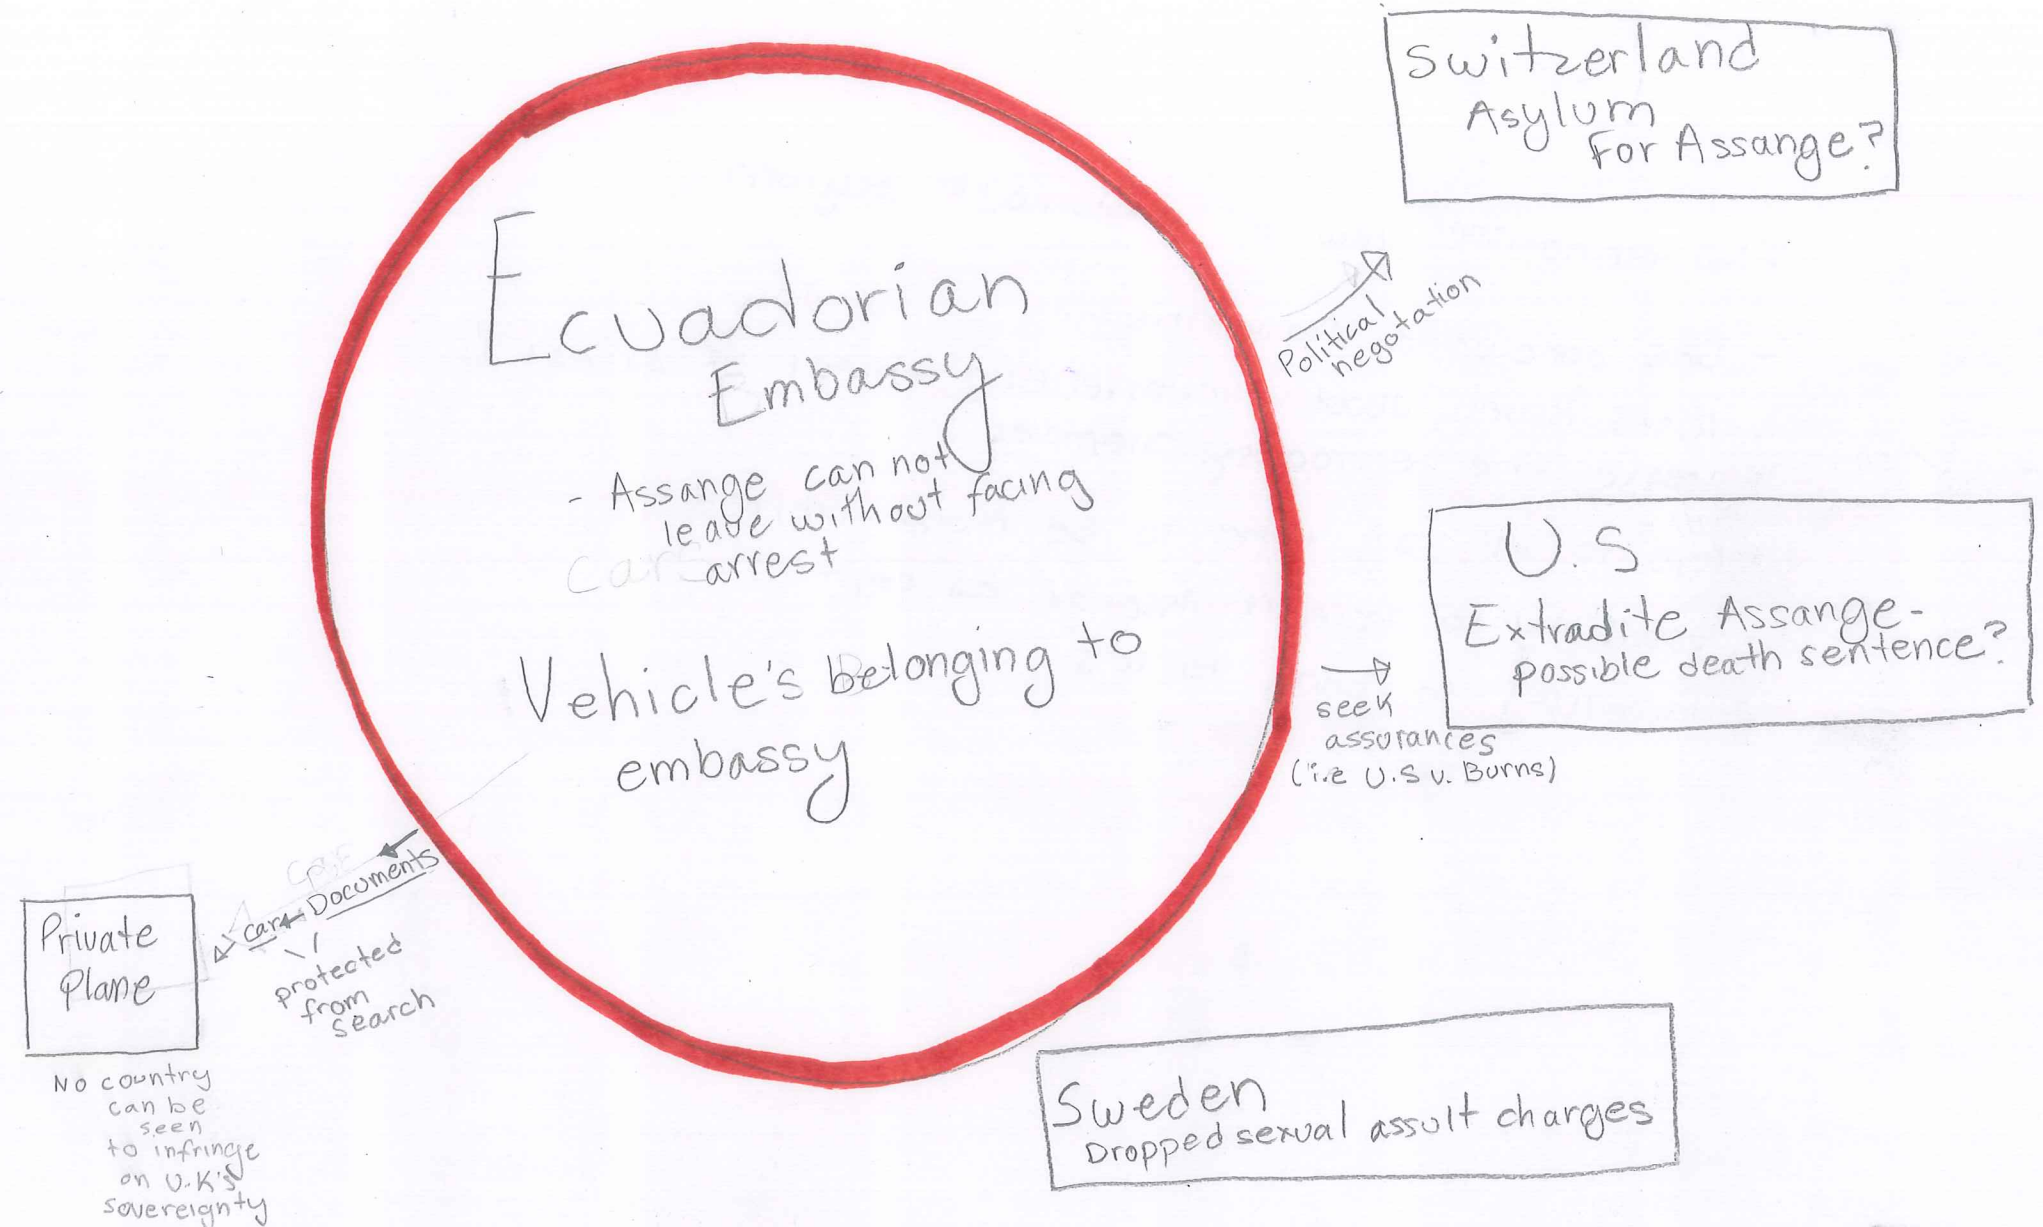 Switzerland
Asylum
For Assange?
Ecuadorian
Embassy
- Assange can not
leave without facing
arrest
cars
Vehicle's belonging to
embassy
Political
negotation
U.S
Extradite Assange -
possible death sentence?
seek
assurances
(i.e U.S v. Burns)
Documents
car
protected
from
search
Private
Plane
No country
can be
seen
to infringe
on U.K's
sovereignty
Sweden
Dropped sexual assult charges